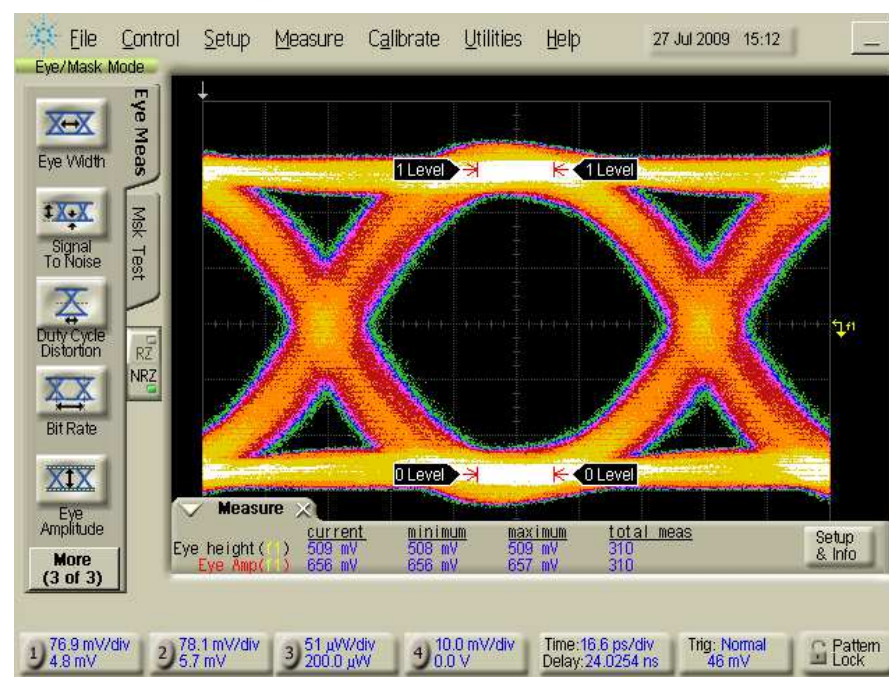 File Control Setup Measure Calibrate Utilities Help 27 Jul 2009 15:12
Eye/Mask Mode
Eye Meas
Eye Width
Msk Test
Signal
To Noise
Duty Cycle
Distortion
RZ
NRZ
Bit Rate
Eye
Amplitude
More
(3 of 3)
1 Level 1 Level
f1
0 Level 0 Level
Measure
current minimum maximum total meas
Eye height(f1) 509 mV 508 mV 509 mV 310
Eye Amp(f1) 656 mV 656 mV 657 mV 310
Setup
& Info
1 76.9 mV/div
4.8 mV
2 78.1 mV/div
5.7 mV
3 51 µW/div
200.0 µW
4 10.0 mV/div
0.0 V
Time:16.6 ps/div
Delay:24.0254 ns
Trig: Normal
46 mV
Pattern
Lock